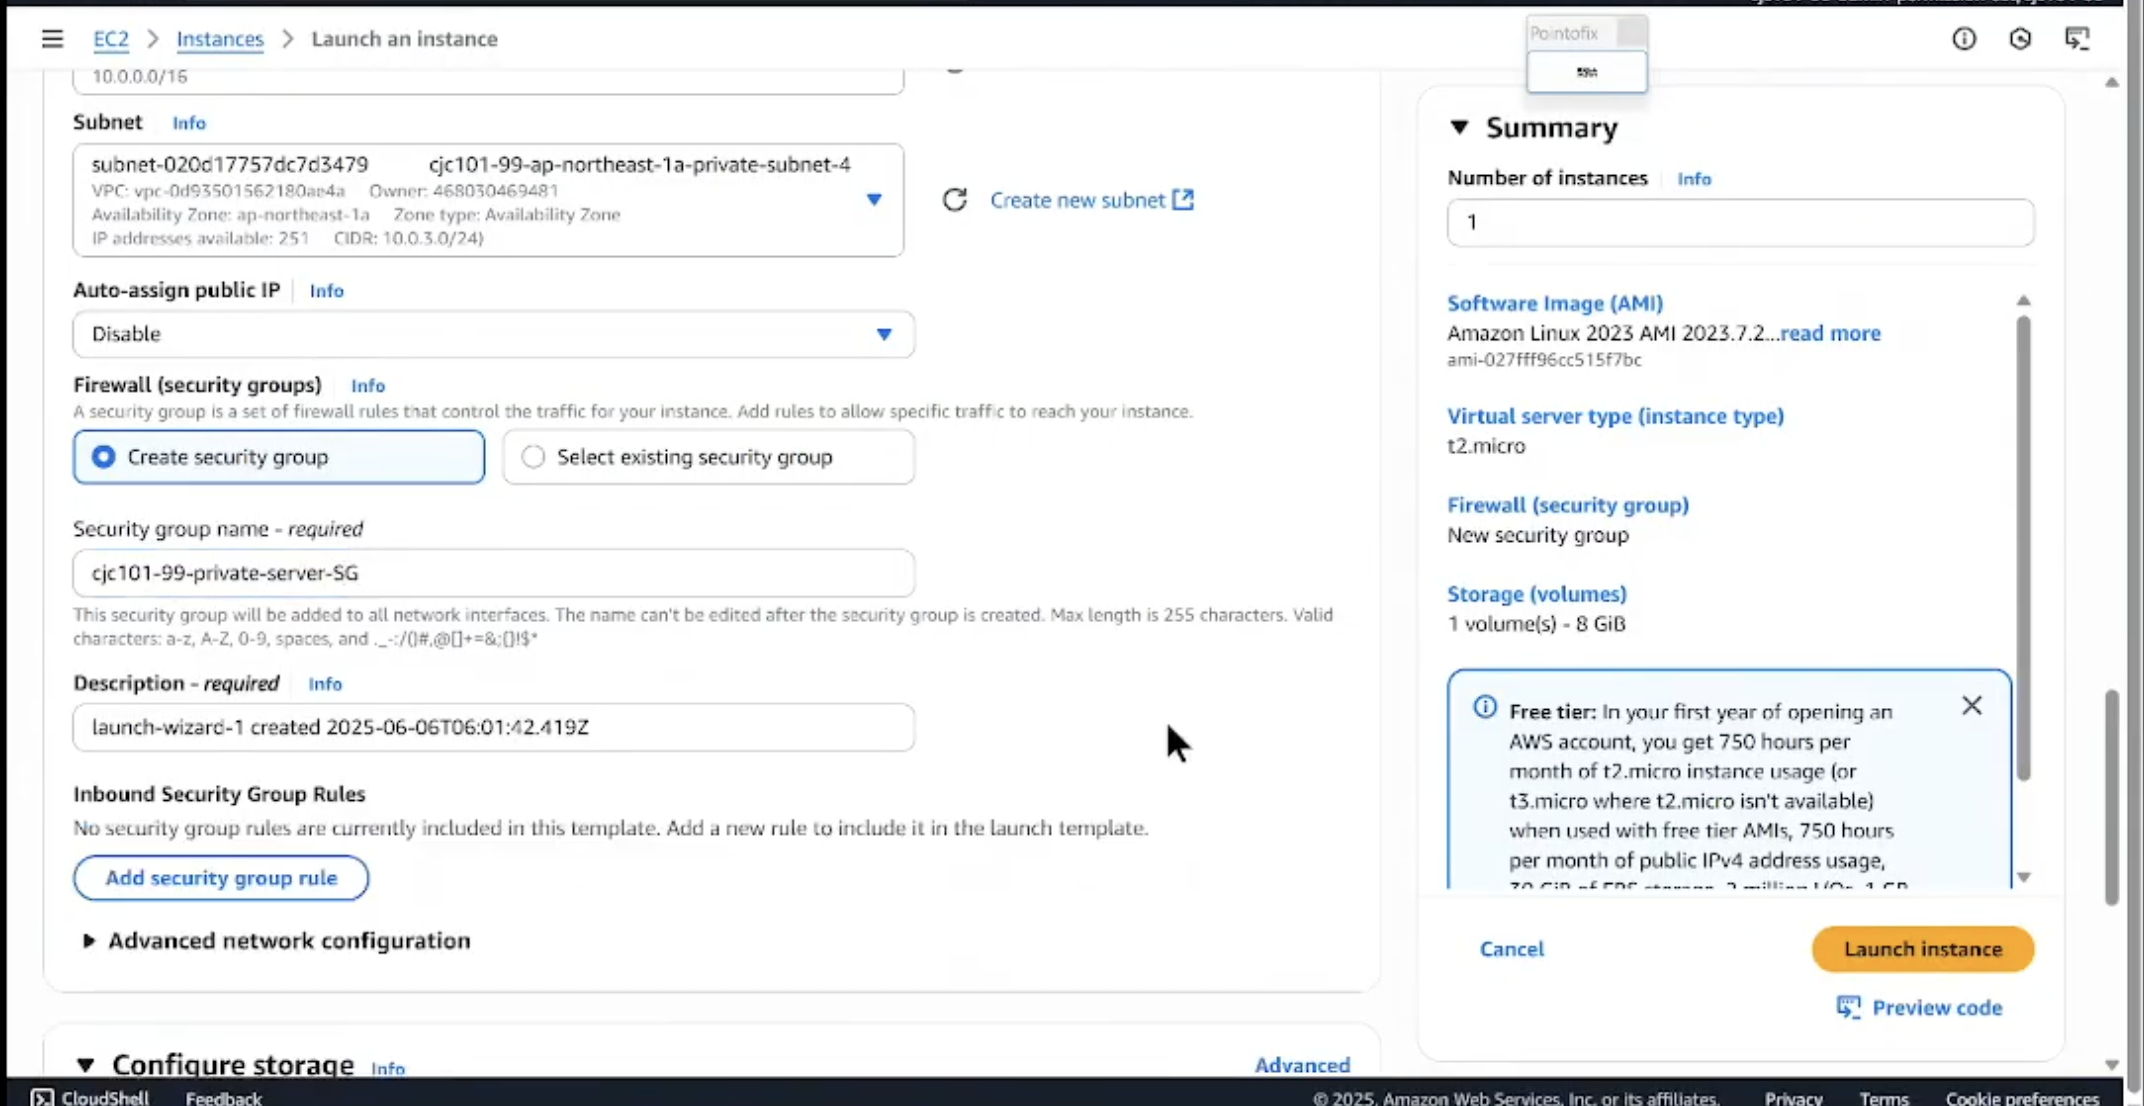 EC2 > Instances > Launch an instance
Pointofix
10.0.0.0/16
Subnet Info
subnet-020d17757dc7d3479 cjc101-99-ap-northeast-1a-private-subnet-4
VPC: vpc-0d93501562180ae4a Owner: 468030469481
Availability Zone: ap-northeast-1a Zone type: Availability Zone
IP addresses available: 251 CIDR: 10.0.3.0/24)
Create new subnet
Auto-assign public IP Info
Disable
Firewall (security groups) Info
A security group is a set of firewall rules that control the traffic for your instance. Add rules to allow specific traffic to reach your instance.
Create security group
Select existing security group
Security group name - required
cjc101-99-private-server-SG
This security group will be added to all network interfaces. The name can't be edited after the security group is created. Max length is 255 characters. Valid
characters: a-z, A-Z, 0-9, spaces, and ._-:/()#,@[]+=&;{}!$*
Description - required Info
launch-wizard-1 created 2025-06-06T06:01:42.419Z
Inbound Security Group Rules
No security group rules are currently included in this template. Add a new rule to include it in the launch template.
Add security group rule
Advanced network configuration
Configure storage Info
Advanced
Summary
Number of instances Info
1
Software Image (AMI)
Amazon Linux 2023 AMI 2023.7.2...read more
ami-027fff96cc515f7bc
Virtual server type (instance type)
t2.micro
Firewall (security group)
New security group
Storage (volumes)
1 volume(s) - 8 GiB
Free tier: In your first year of opening an
AWS account, you get 750 hours per
month of t2.micro instance usage (or
t3.micro where t2.micro isn't available)
when used with free tier AMIs, 750 hours
per month of public IPv4 address usage,
Cancel
Launch instance
Preview code
CloudShell Feedback
© 2025, Amazon Web Services, Inc. or its affiliates. Privacy Terms Cookie preferences